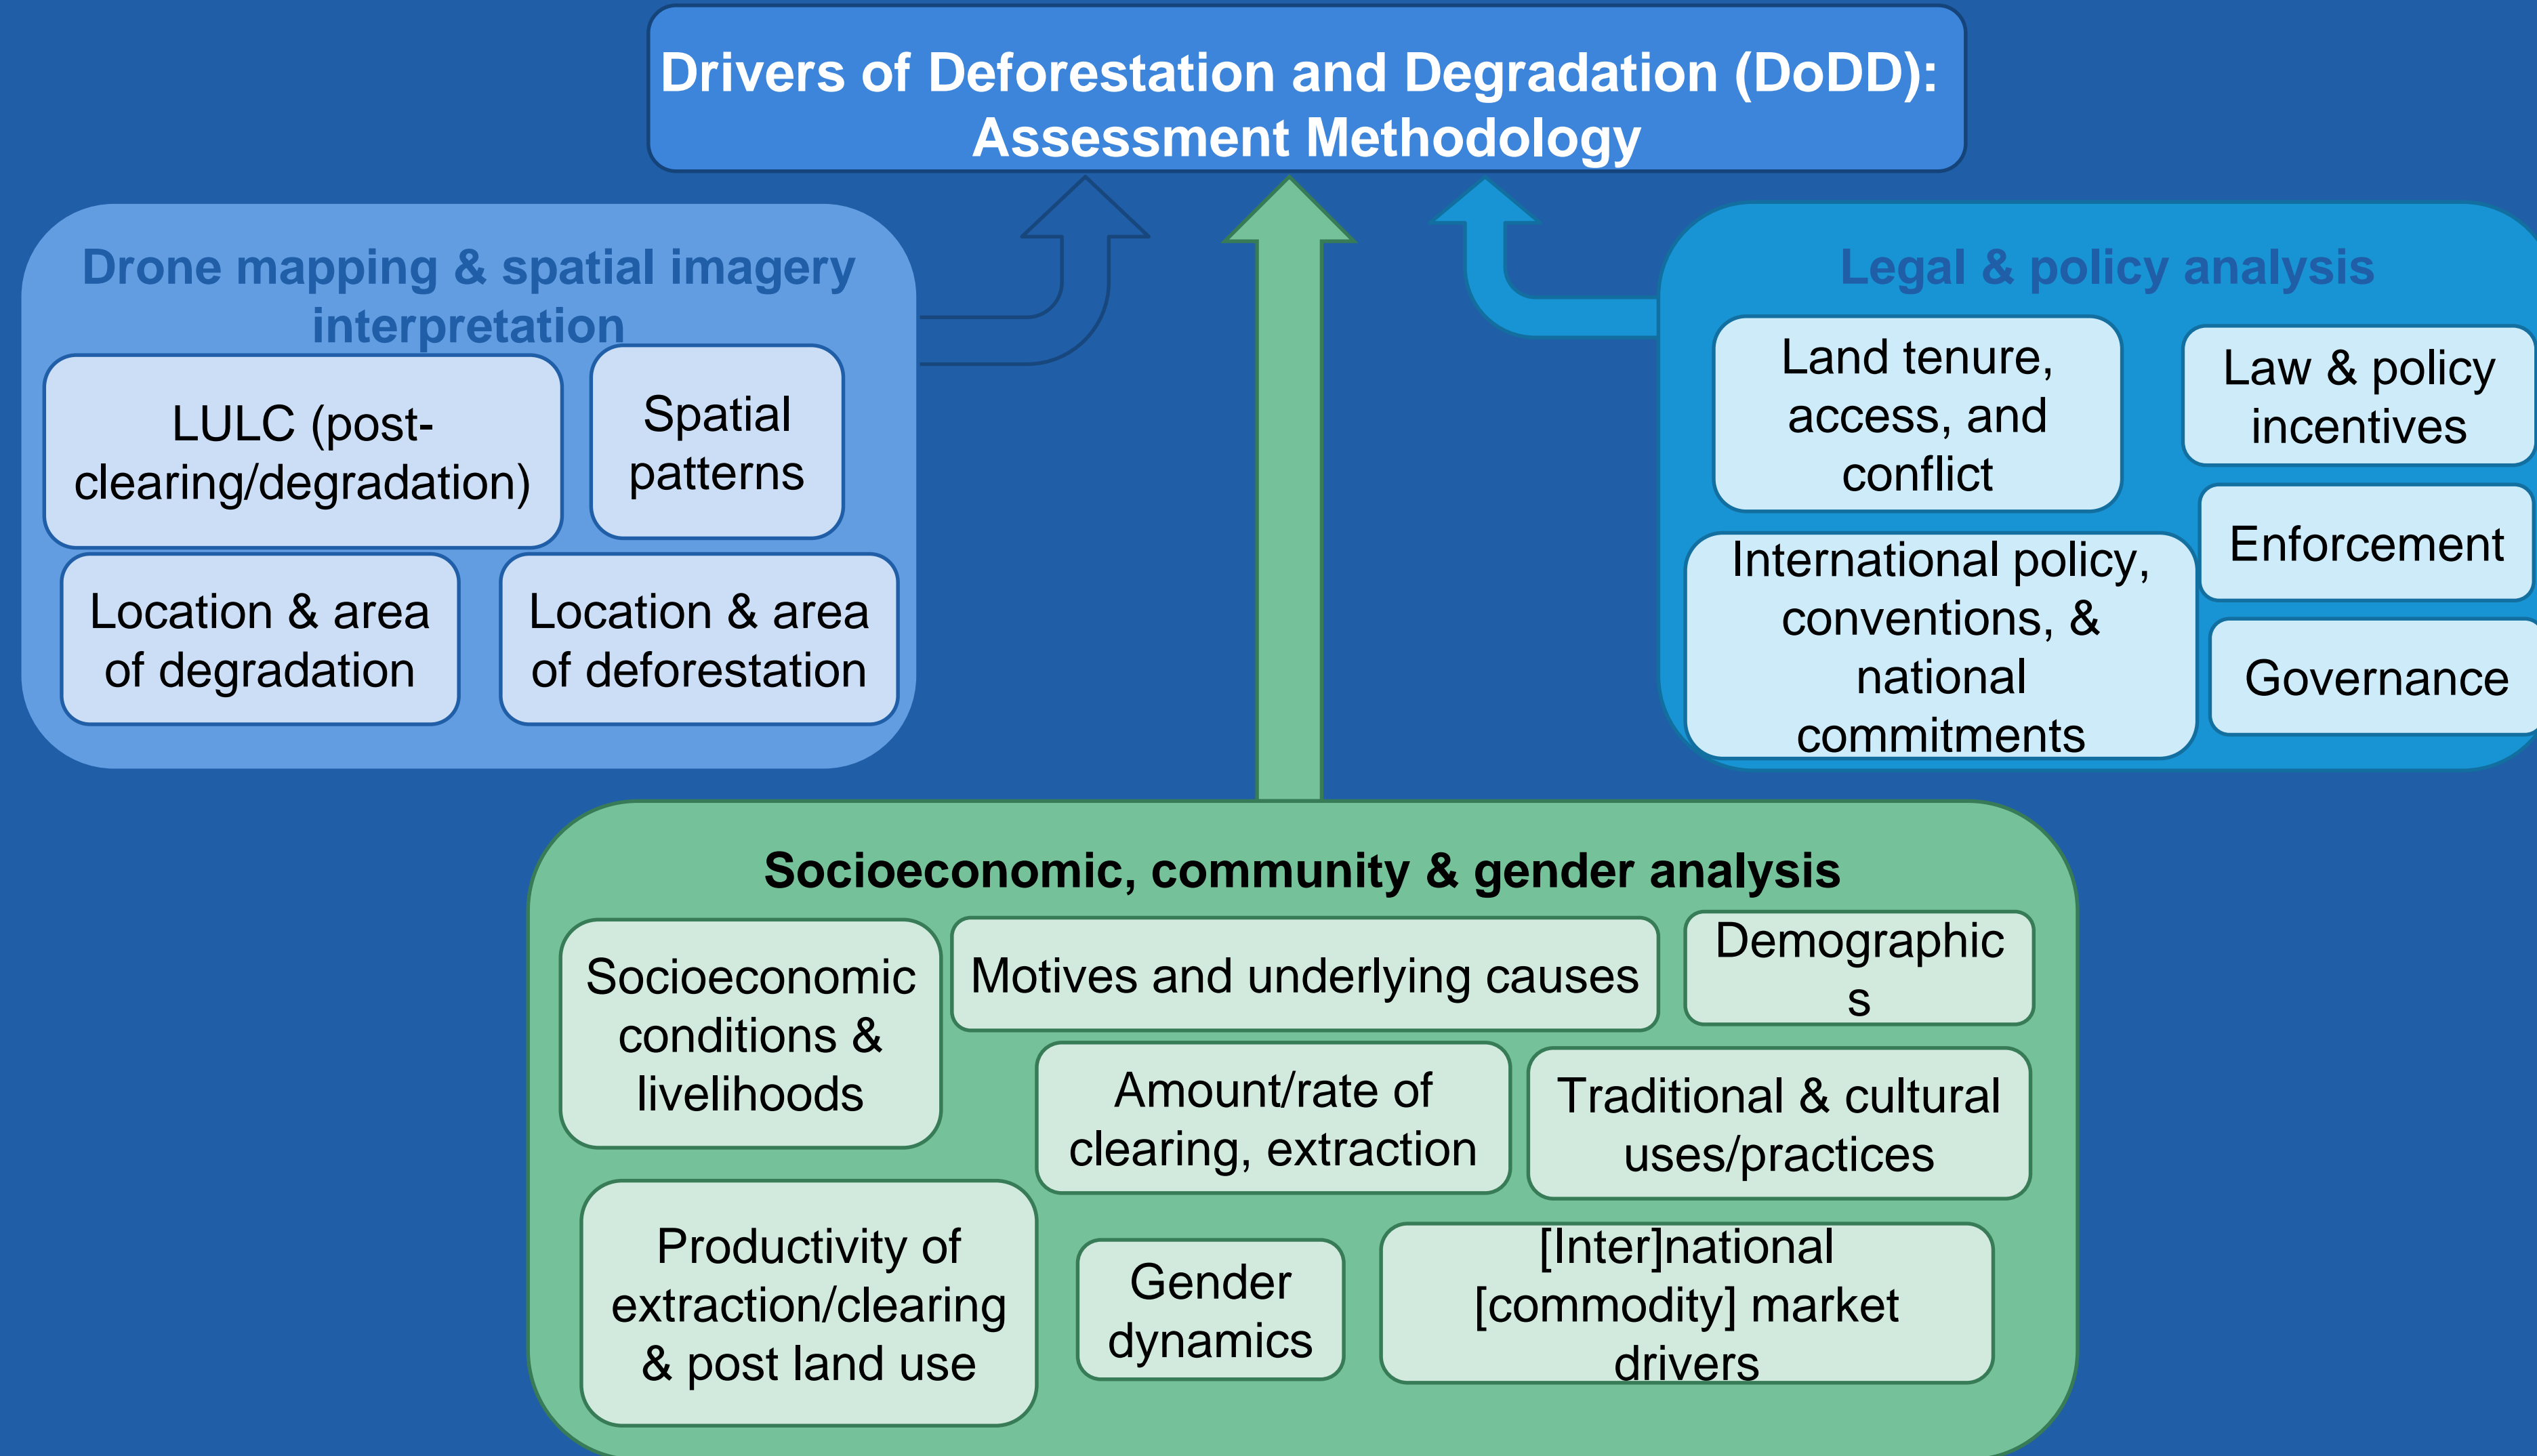 Drivers of Deforestation and Degradation (DoDD):
Assessment Methodology
Drone mapping & spatial imagery
interpretation
LULC (post-
clearing/degradation)
Spatial
patterns
Location & area
of degradation
Location & area
of deforestation
Legal & policy analysis
Land tenure,
access, and
conflict
Law & policy
incentives
International policy,
conventions, &
national
commitments
Enforcement
Governance
Socioeconomic, community & gender analysis
Socioeconomic
conditions &
livelihoods
Motives and underlying causes
Demographic
s
Amount/rate of
clearing, extraction
Traditional & cultural
uses/practices
Productivity of
extraction/clearing
& post land use
Gender
dynamics
[Inter]national
[commodity] market
drivers